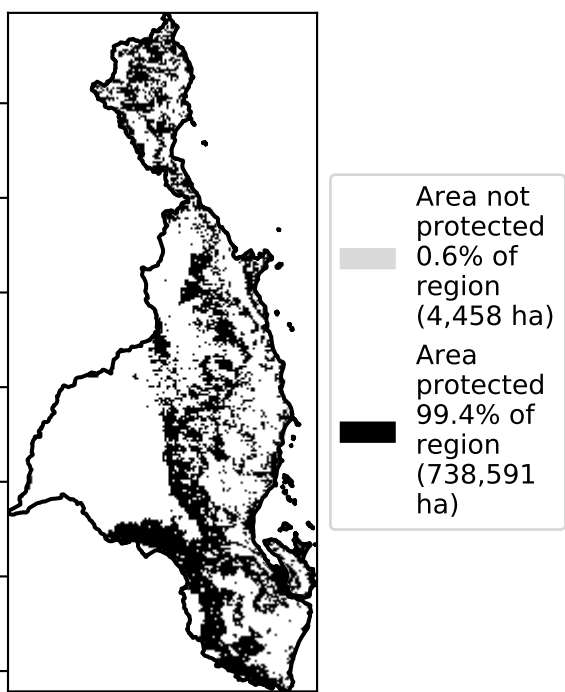 Area not
protected
0.6% of
region
(4,458 ha)
Area
protected
99.4% of
region
(738,591
ha)